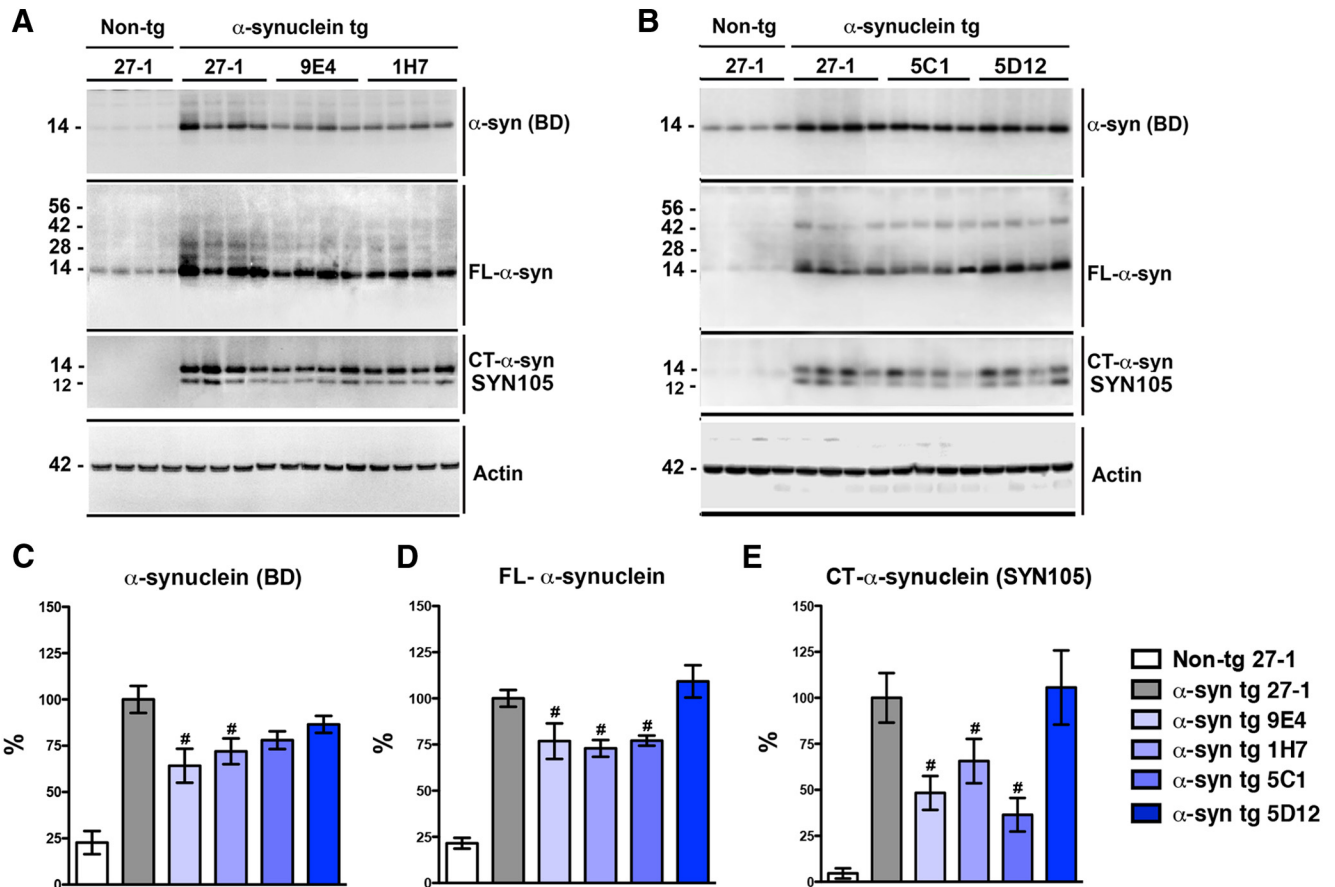 A
Non-tg α-synuclein tg
27-1 27-1 9E4 1H7
14 - α-syn (BD)
56 -
42 -
28 -
14 - FL-α-syn
14 - CT-α-syn
12 - SYN105
42 - Actin
B
Non-tg α-synuclein tg
27-1 27-1 5C1 5D12
14 - α-syn (BD)
56 -
42 -
28 -
14 - FL-α-syn
14 - CT-α-syn
12 - SYN105
42 - Actin
C
α-synuclein (BD)
%
150
125
100
75
50
25
0
# #
D
FL- α-synuclein
%
150
125
100
75
50
25
0
# # #
E
CT-α-synuclein (SYN105)
%
150
125
100
75
50
25
0
# # #
Non-tg 27-1
α-syn tg 27-1
α-syn tg 9E4
α-syn tg 1H7
α-syn tg 5C1
α-syn tg 5D12